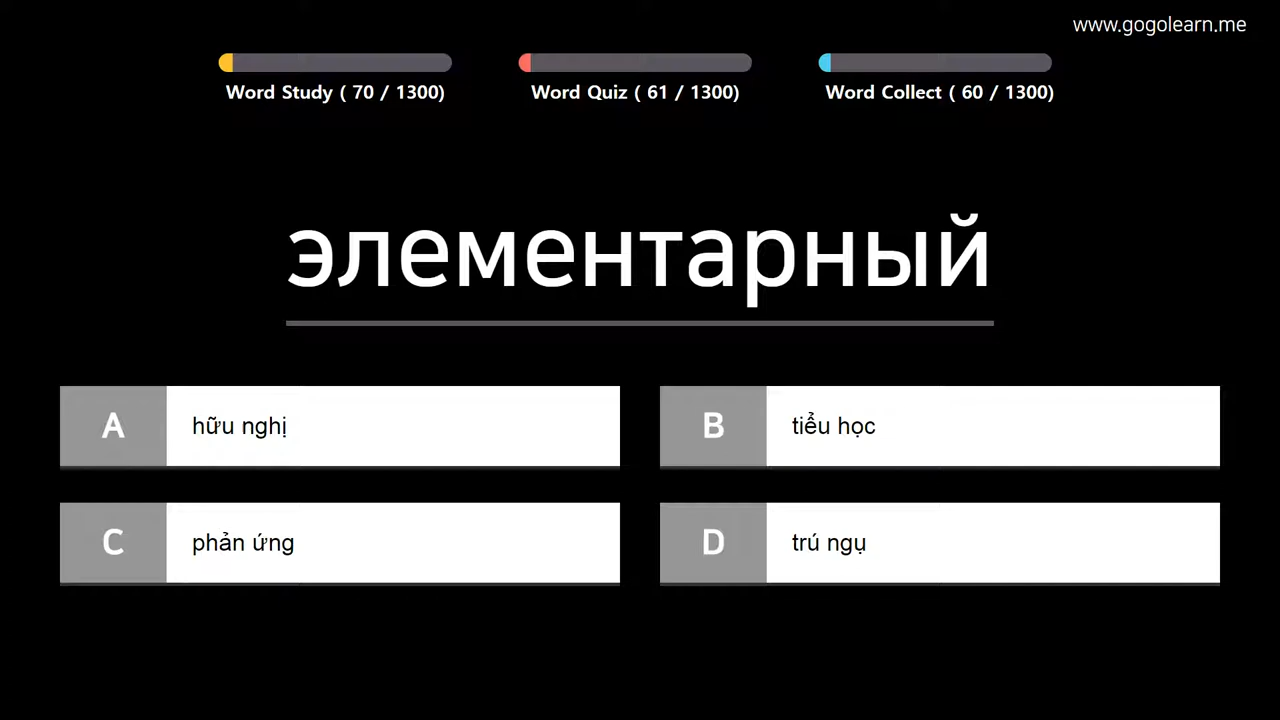 www.gogolearn.me
Word Study ( 70 / 1300)
Word Quiz ( 61 / 1300)
Word Collect ( 60 / 1300)
элементарный
A hữu nghị
B tiểu học
C phản ứng
D trú ngụ